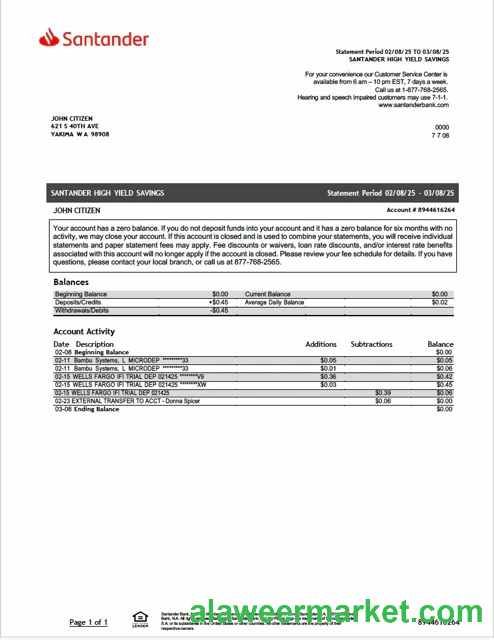 Santander
Statement Period 02/08/25 TO 03/08/25
SANTANDER HIGH YIELD SAVINGS
For your convenience our Customer Service Center is
available from 6 am – 10 pm EST, 7 days a week.
Call us at 1-877-768-2565.
Hearing and speech impaired customers may use 7-1-1.
www.santanderbank.com
JOHN CITIZEN
421 S 40TH AVE
YAKIMA WA 98908
0000
7 7 08
SANTANDER HIGH YIELD SAVINGS Statement Period 02/08/25 - 03/08/25
JOHN CITIZEN Account # 8944616264
Your account has a zero balance. If you do not deposit funds into your account and it has a zero balance for six months with no
activity, we may close your account. If this account is closed and is used to combine your statements, you will receive individual
statements and paper statement fees may apply. Fee discounts or waivers, loan rate discounts, and/or interest rate benefits
associated with this account will no longer apply if the account is closed. Please review your fee schedule for details. If you have
questions, please contact your local branch, or call us at 877-768-2565.
Balances
Beginning Balance $0.00 Current Balance $0.00
Deposits/Credits +$0.45 Average Daily Balance $0.02
Withdrawals/Debits -$0.45
Account Activity
Date Description Additions Subtractions Balance
02-08 Beginning Balance $0.00
02-11 Bambu Systems, L MICRODEP *********33 $0.05 $0.05
02-11 Bambu Systems, L MICRODEP *********33 $0.01 $0.06
02-15 WELLS FARGO IFI TRIAL DEP 021425 ********V9 $0.36 $0.42
02-15 WELLS FARGO IFI TRIAL DEP 021425 ********XW $0.03 $0.45
02-15 WELLS FARGO IFI TRIAL DEP 021425 $0.39 $0.06
02-23 EXTERNAL TRANSFER TO ACCT - Donna Spicer $0.06 $0.00
03-08 Ending Balance $0.00
Page 1 of 1
LENDER
alaweermarket.com
8944616264